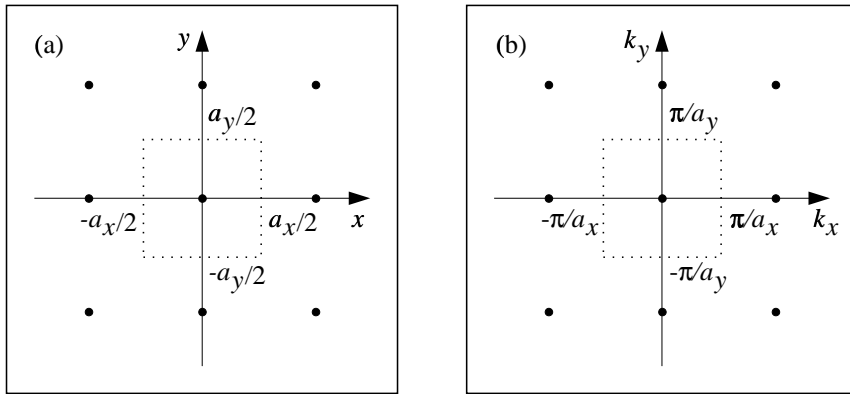 (a)
y
a_y/2
-a_x/2
a_x/2
x
-a_y/2
(b)
k_y
π/a_y
-π/a_x
π/a_x
k_x
-π/a_y